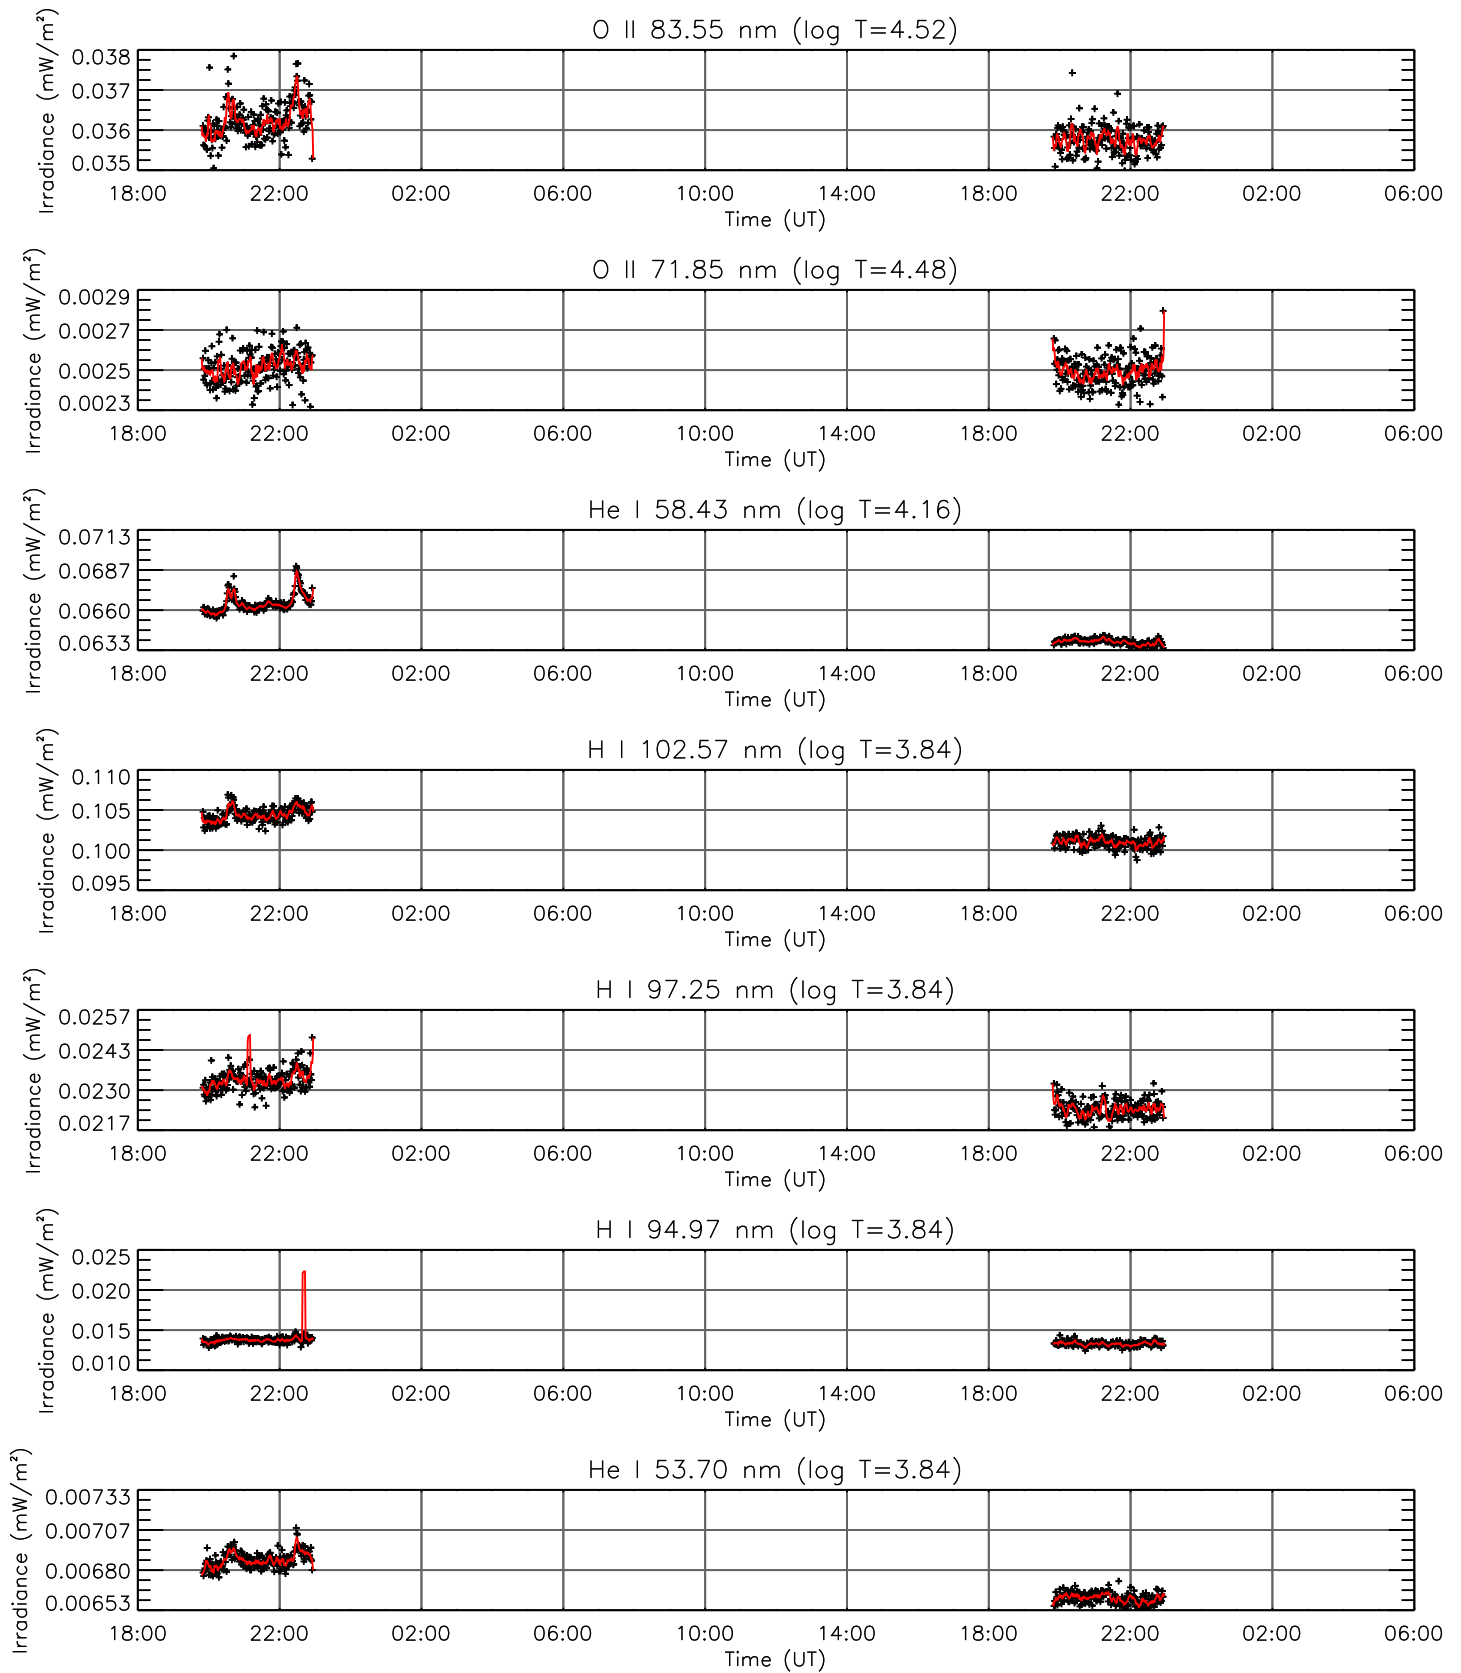 O II 83.55 nm (log T=4.52)
Irradiance (mW/m²)
0.038
0.037
0.036
0.035
18:00 22:00 02:00 06:00 10:00 14:00 18:00 22:00 02:00 06:00
Time (UT)
O II 71.85 nm (log T=4.48)
Irradiance (mW/m²)
0.0029
0.0027
0.0025
0.0023
18:00 22:00 02:00 06:00 10:00 14:00 18:00 22:00 02:00 06:00
Time (UT)
He I 58.43 nm (log T=4.16)
Irradiance (mW/m²)
0.0713
0.0687
0.0660
0.0633
18:00 22:00 02:00 06:00 10:00 14:00 18:00 22:00 02:00 06:00
Time (UT)
H I 102.57 nm (log T=3.84)
Irradiance (mW/m²)
0.110
0.105
0.100
0.095
18:00 22:00 02:00 06:00 10:00 14:00 18:00 22:00 02:00 06:00
Time (UT)
H I 97.25 nm (log T=3.84)
Irradiance (mW/m²)
0.0257
0.0243
0.0230
0.0217
18:00 22:00 02:00 06:00 10:00 14:00 18:00 22:00 02:00 06:00
Time (UT)
H I 94.97 nm (log T=3.84)
Irradiance (mW/m²)
0.025
0.020
0.015
0.010
18:00 22:00 02:00 06:00 10:00 14:00 18:00 22:00 02:00 06:00
Time (UT)
He I 53.70 nm (log T=3.84)
Irradiance (mW/m²)
0.00733
0.00707
0.00680
0.00653
18:00 22:00 02:00 06:00 10:00 14:00 18:00 22:00 02:00 06:00
Time (UT)